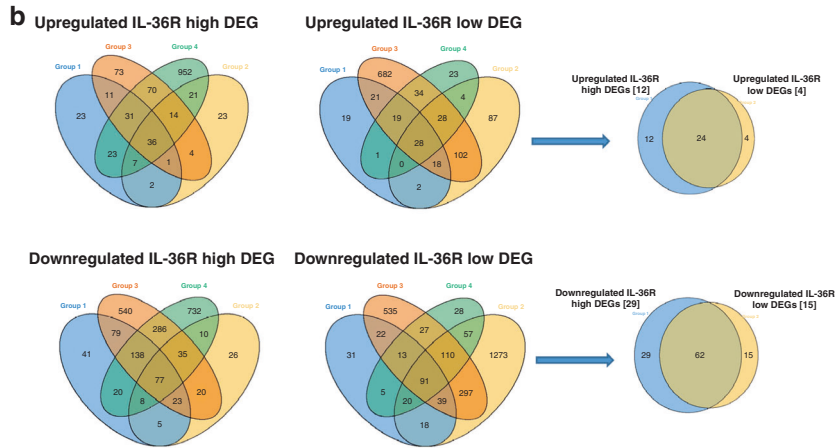 b
Upregulated IL-36R high DEG
Group 3
Group 4
Group 1
Group 2
73
952
11
70
21
23
31
14
23
36
23
7
1
4
2
Upregulated IL-36R low DEG
Group 3
Group 4
Group 1
Group 2
682
23
21
34
4
19
19
28
87
28
1
0
18
102
2
Upregulated IL-36R
high DEGs [12]
Upregulated IL-36R
low DEGs [4]
12
24
4
Downregulated IL-36R high DEG
Group 3
Group 4
Group 1
Group 2
540
732
79
286
10
41
138
35
26
77
20
8
23
20
5
Downregulated IL-36R low DEG
Group 3
Group 4
Group 1
Group 2
535
28
22
27
57
31
13
110
1273
91
5
20
39
297
18
Downregulated IL-36R
high DEGs [29]
Group 1
Downregulated IL-36R
low DEGs [15]
29
62
15